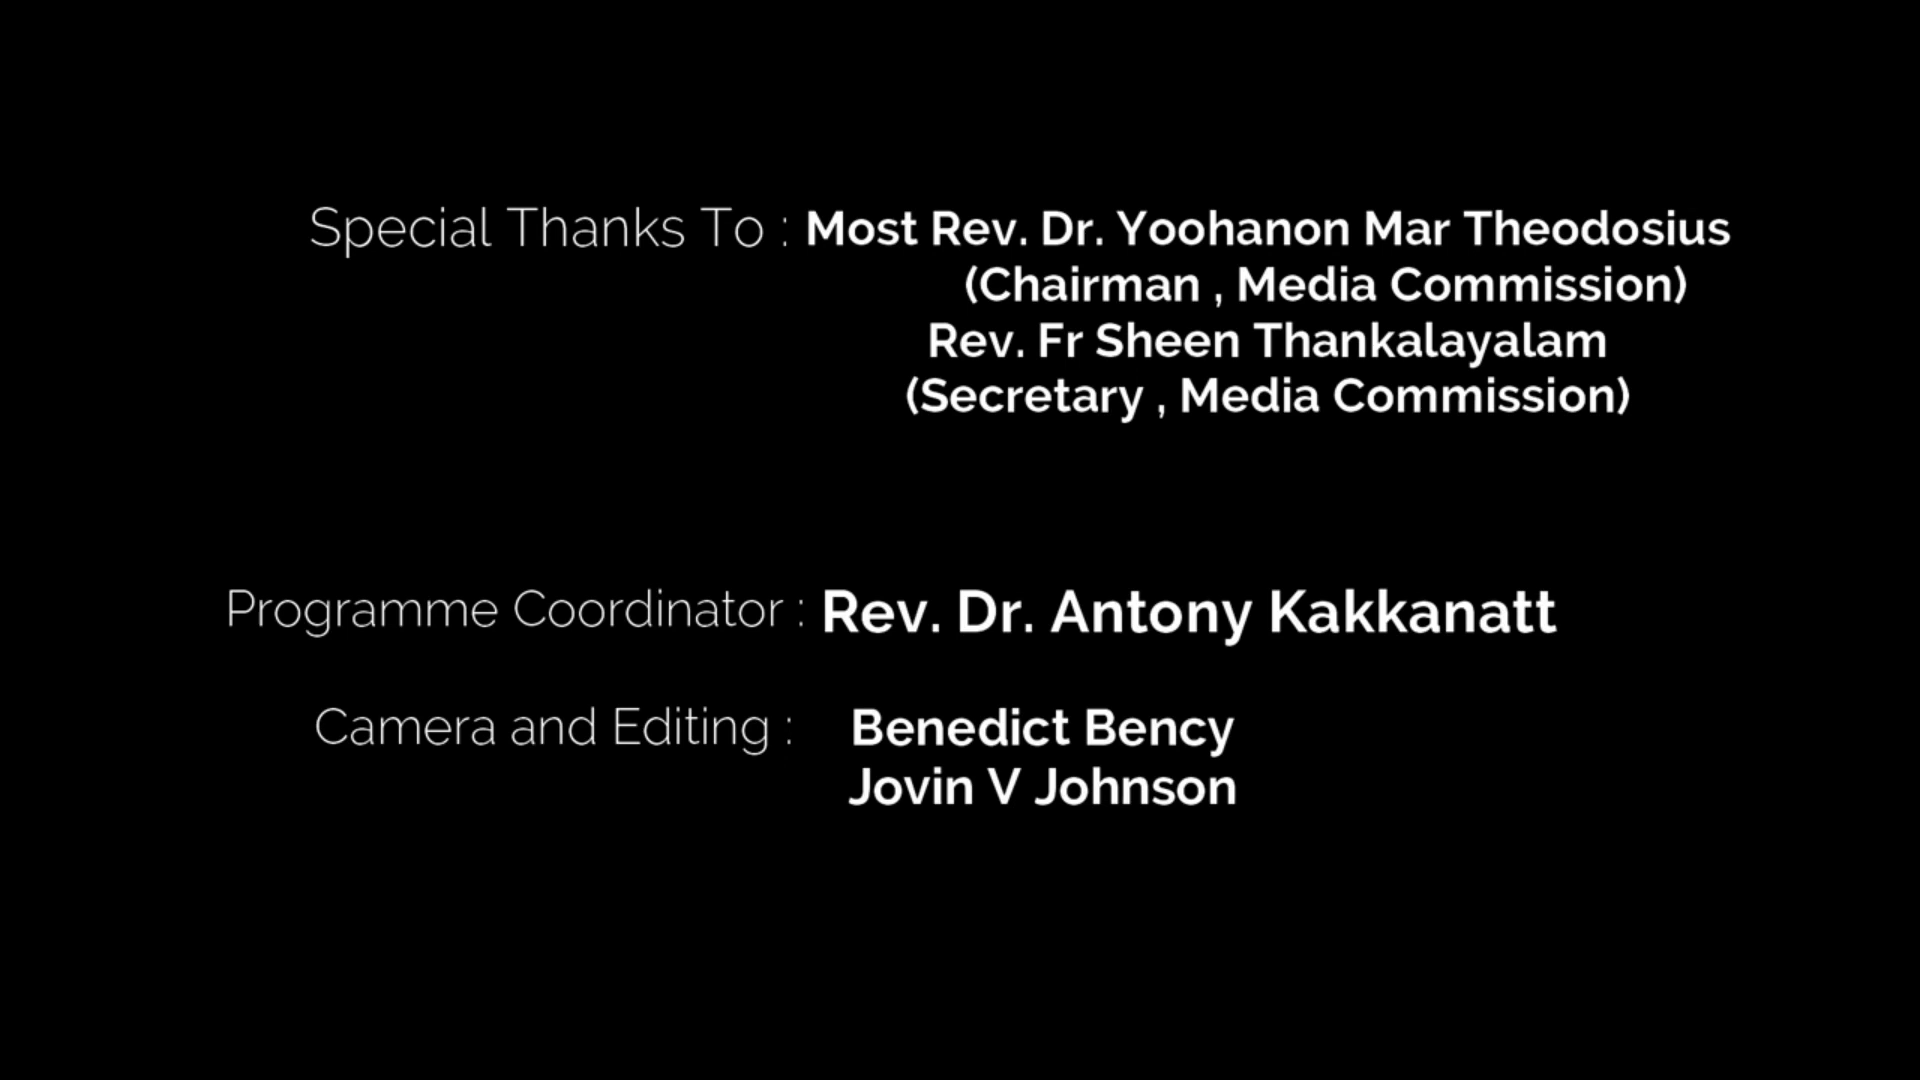 Special Thanks To : Most Rev. Dr. Yoohanon Mar Theodosius
(Chairman , Media Commission)
Rev. Fr Sheen Thankalayalam
(Secretary , Media Commission)
Programme Coordinator : Rev. Dr. Antony Kakkanatt
Camera and Editing : Benedict Bency
Jovin V Johnson